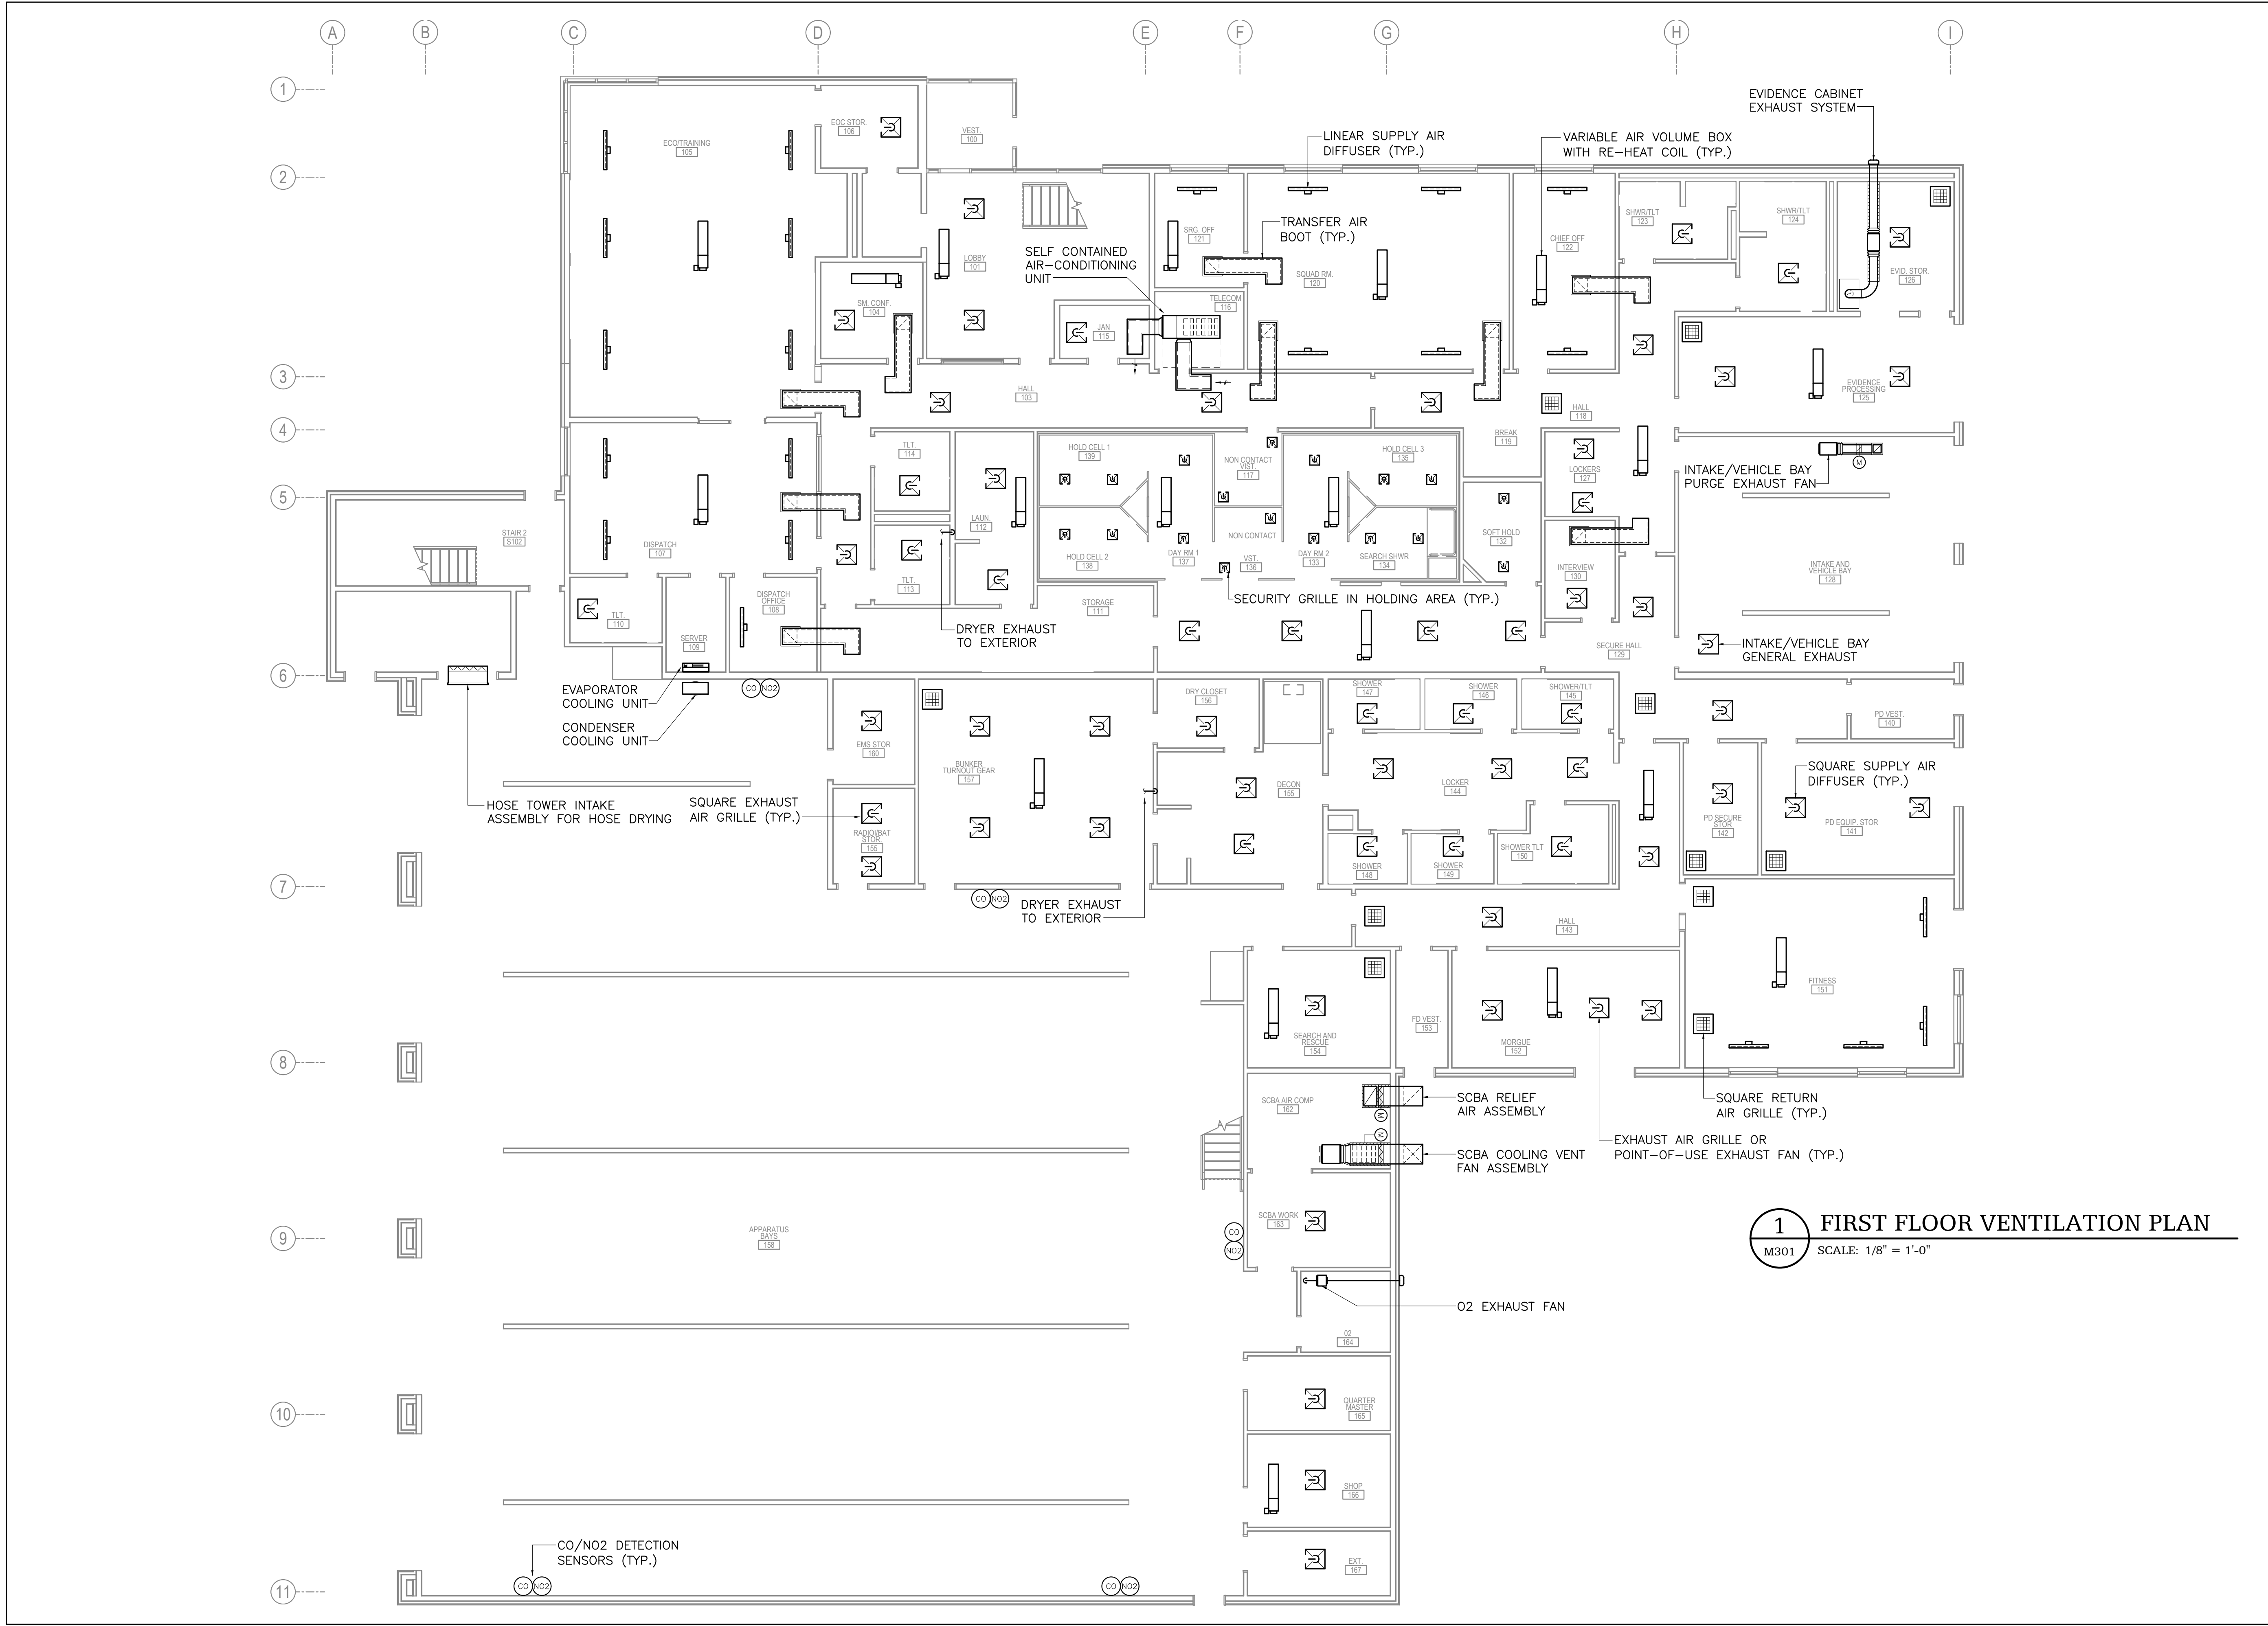 A
B
C
D
E
F
G
H
I
1
2
3
4
5
6
7
8
9
10
11
EVIDENCE CABINET
EXHAUST SYSTEM
LINEAR SUPPLY AIR
DIFFUSER (TYP.)
VARIABLE AIR VOLUME BOX
WITH RE-HEAT COIL (TYP.)
ECO/TRAINING
105
EOC STOR.
106
VEST.
100
TRANSFER AIR
BOOT (TYP.)
SRG. OFF
121
SQUAD RM.
120
CHIEF OFF
122
SHWR/TLT
123
SHWR/TLT
124
EVID. STOR.
126
LOBBY
101
SELF CONTAINED
AIR-CONDITIONING
UNIT
SM. CONF.
104
JAN
115
TELECOM
116
HALL
103
EVIDENCE
PROCESSING
125
HALL
118
BREAK
119
TLT.
114
HOLD CELL 1
139
NON CONTACT
VIST.
117
HOLD CELL 3
135
LOCKERS
127
INTAKE/VEHICLE BAY
PURGE EXHAUST FAN
M
STAIR 2
S102
DISPATCH
107
LAUN.
112
HOLD CELL 2
138
DAY RM 1
137
NON CONTACT
VST.
136
DAY RM 2
133
SEARCH SHWR
134
SOFT HOLD
132
INTERVIEW
130
INTAKE AND
VEHICLE BAY
128
TLT.
113
TLT.
110
DISPATCH
OFFICE
108
SERVER
109
STORAGE
111
SECURITY GRILLE IN HOLDING AREA (TYP.)
DRYER EXHAUST
TO EXTERIOR
SECURE HALL
129
INTAKE/VEHICLE BAY
GENERAL EXHAUST
EVAPORATOR
COOLING UNIT
CONDENSER
COOLING UNIT
CO NO2
DRY CLOSET
156
SHOWER
147
SHOWER
146
SHOWER/TLT
145
PD VEST.
140
EMS STOR
160
BUNKER
TURNOUT GEAR
157
DECON
155
LOCKER
144
SQUARE SUPPLY AIR
DIFFUSER (TYP.)
PD SECURE
STOR
142
PD EQUIP. STOR
141
HOSE TOWER INTAKE
ASSEMBLY FOR HOSE DRYING
SQUARE EXHAUST
AIR GRILLE (TYP.)
RADIO/BAT
STOR.
155
SHOWER
148
SHOWER
149
SHOWER TLT
150
CO NO2
DRYER EXHAUST
TO EXTERIOR
HALL
143
FITNESS
151
SEARCH AND
RESCUE
154
FD VEST.
153
MORGUE
152
SCBA AIR COMP
162
M
SCBA RELIEF
AIR ASSEMBLY
SQUARE RETURN
AIR GRILLE (TYP.)
M
SCBA COOLING VENT
FAN ASSEMBLY
EXHAUST AIR GRILLE OR
POINT-OF-USE EXHAUST FAN (TYP.)
APPARATUS
BAYS
158
SCBA WORK
163
CO
NO2
1
M301
FIRST FLOOR VENTILATION PLAN
SCALE: 1/8" = 1'-0"
O2 EXHAUST FAN
02
164
QUARTER
MASTER
165
SHOP
166
EXT.
167
CO/NO2 DETECTION
SENSORS (TYP.)
CO NO2
CO NO2